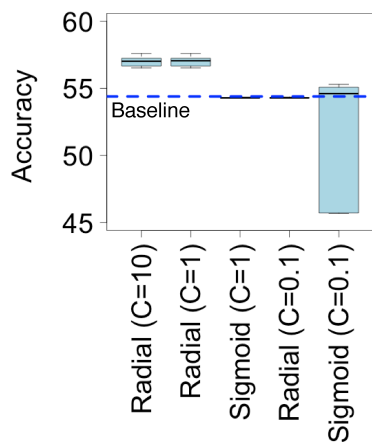 Accuracy
60
55
50
45
Baseline
Radial (C=10)
Radial (C=1)
Sigmoid (C=1)
Radial (C=0.1)
Sigmoid (C=0.1)